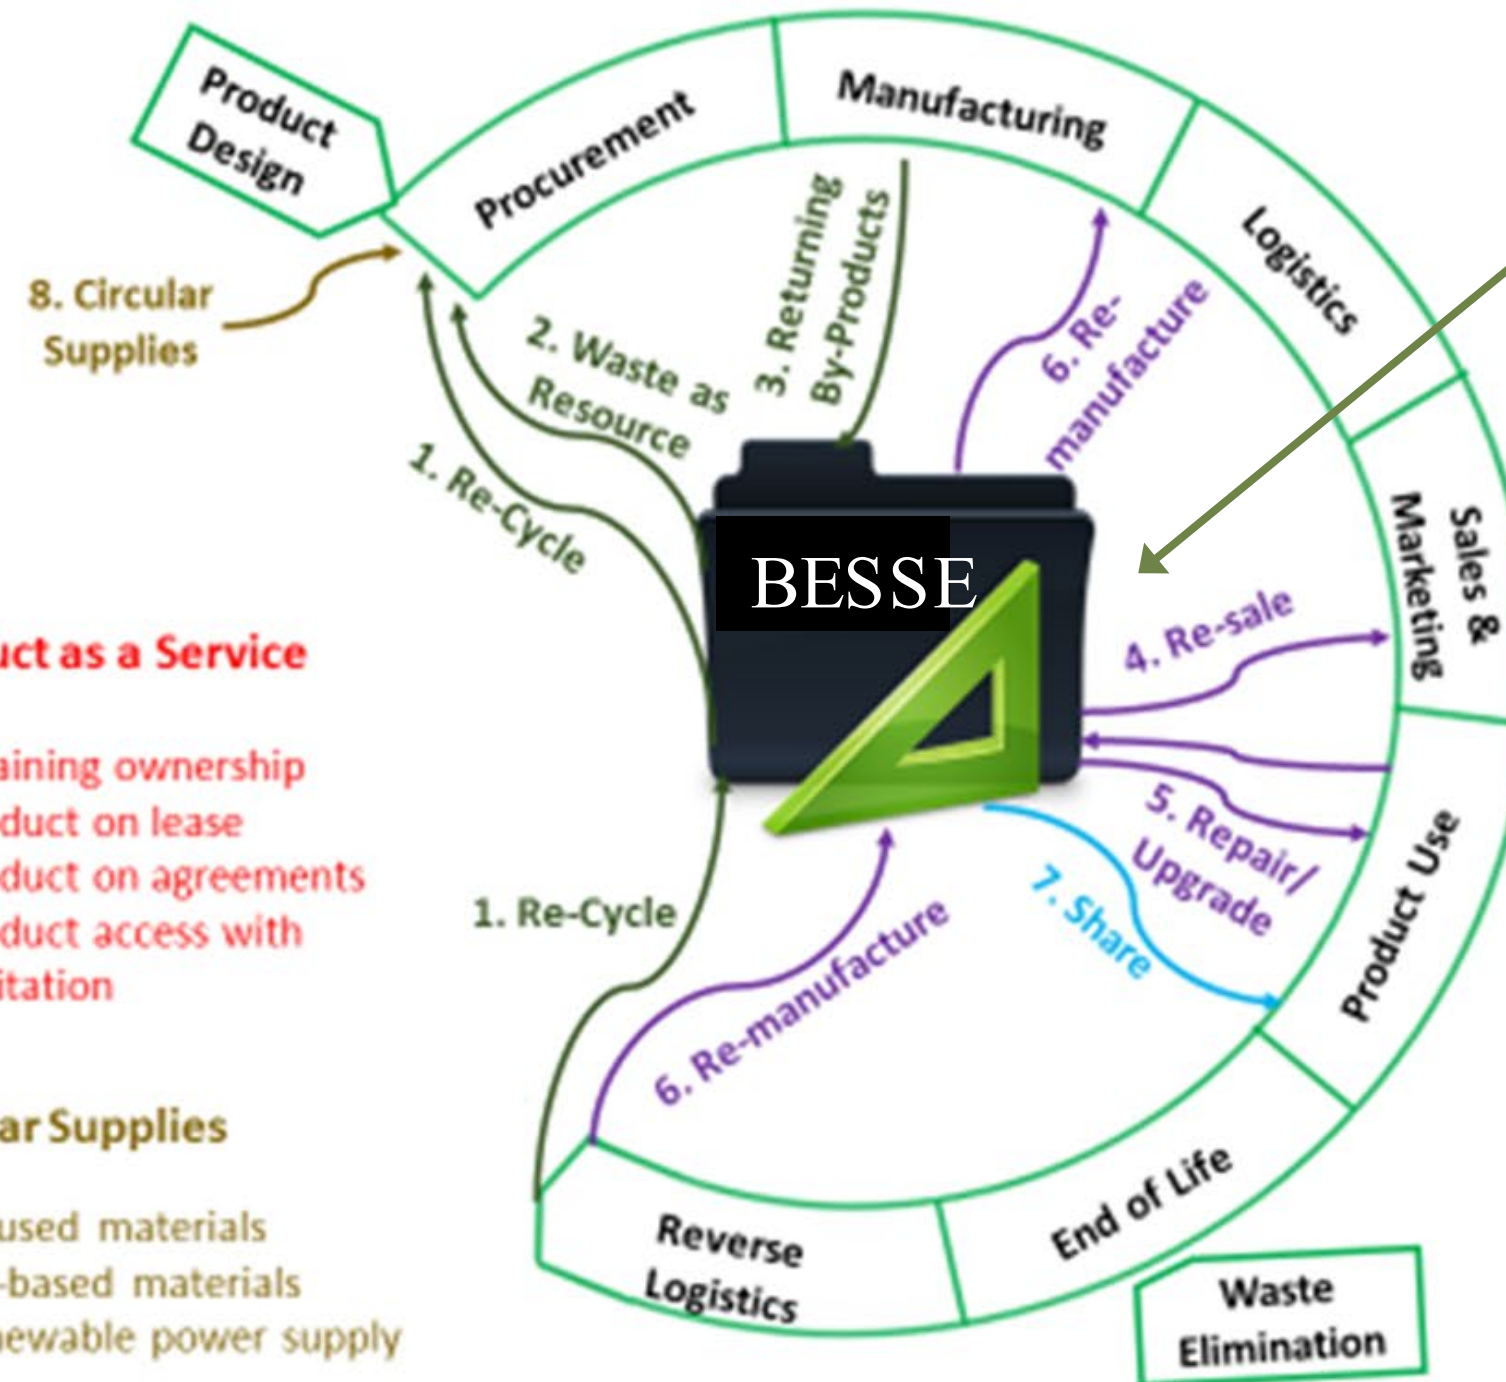 Product
Design
Procurement
Manufacturing
Logistics
Sales &
Marketing
Product Use
End of Life
Reverse
Logistics
Waste
Elimination
8. Circular
Supplies
2. Waste as
Resource
1. Re-Cycle
3. Returning
By-Products
6. Re-
manufacture
BESSE
4. Re-sale
5. Repair/
Upgrade
7. Share
1. Re-Cycle
6. Re-manufacture
uct as a Service
aining ownership
duct on lease
duct on agreements
duct access with
itation
ar Supplies
used materials
-based materials
newable power supply